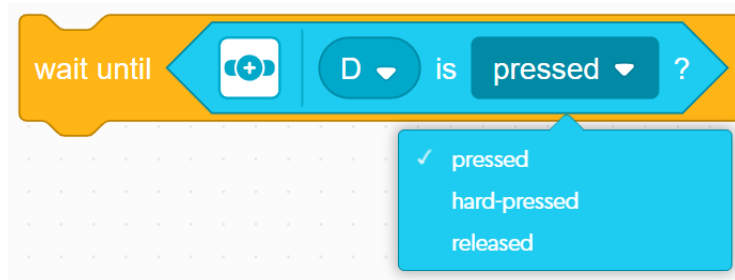 wait until D is pressed ?
pressed
hard-pressed
released